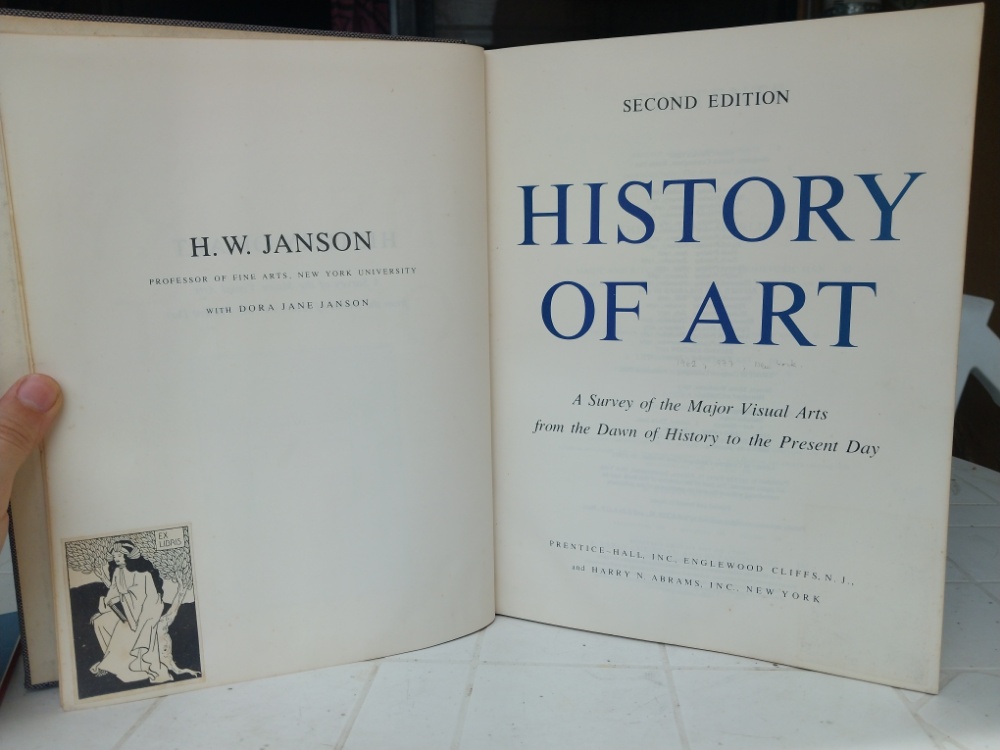 H. W. JANSON
PROFESSOR OF FINE ARTS, NEW YORK UNIVERSITY
WITH DORA JANE JANSON
EX
LIBRIS
SECOND EDITION
HISTORY
OF ART
A Survey of the Major Visual Arts
from the Dawn of History to the Present Day
PRENTICE-HALL, INC., ENGLEWOOD CLIFFS, N. J.,
and HARRY N. ABRAMS, INC., NEW YORK